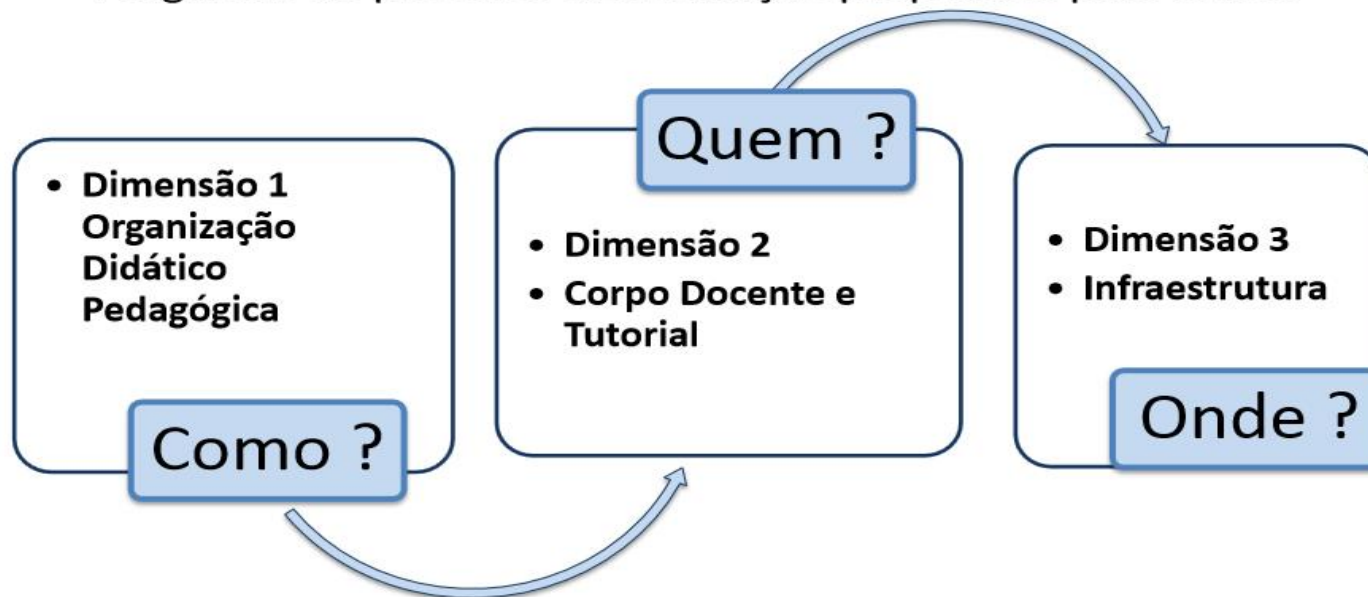 • Dimensão 1
Organização
Didático
Pedagógica
Como ?
Quem ?
• Dimensão 2
• Corpo Docente e
Tutorial
• Dimensão 3
• Infraestrutura
Onde ?